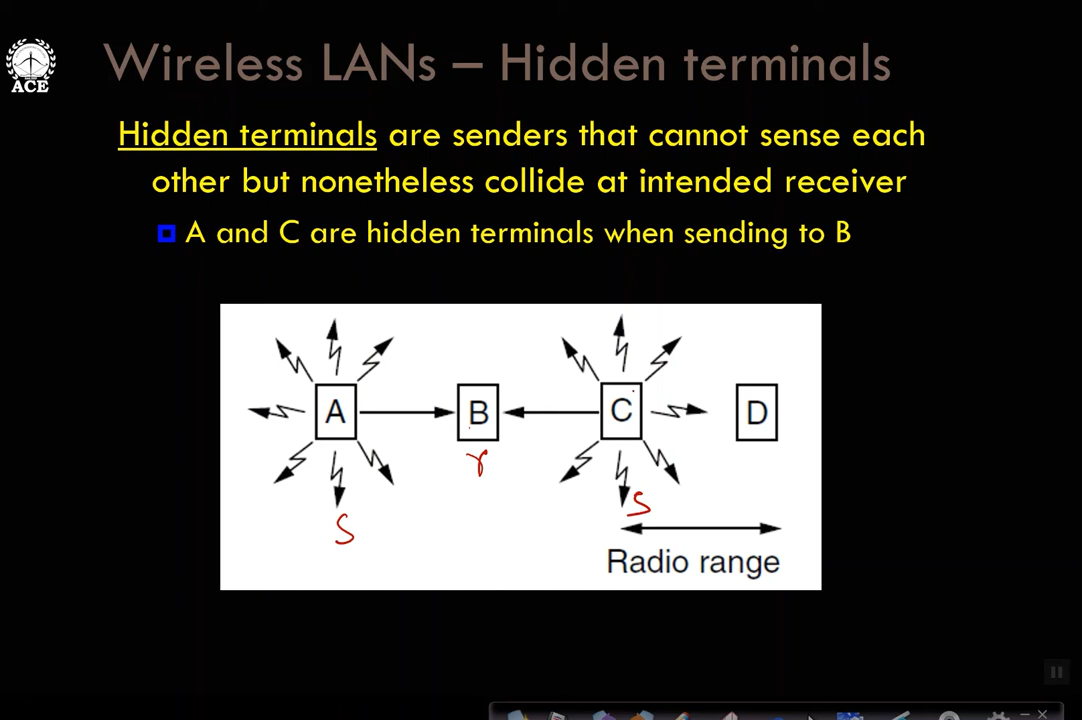 Wireless LANs – Hidden terminals
ACE
Hidden terminals are senders that cannot sense each
other but nonetheless collide at intended receiver
A and C are hidden terminals when sending to B
A B C D
r
S
S
Radio range